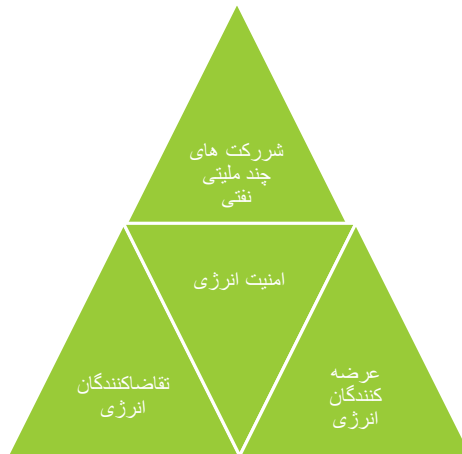 شررکت های
چند ملیتی
نفتی
امنیت انرژی
عرضه
کنندگان
انرژی
تقاضاکنندگان
انرژی